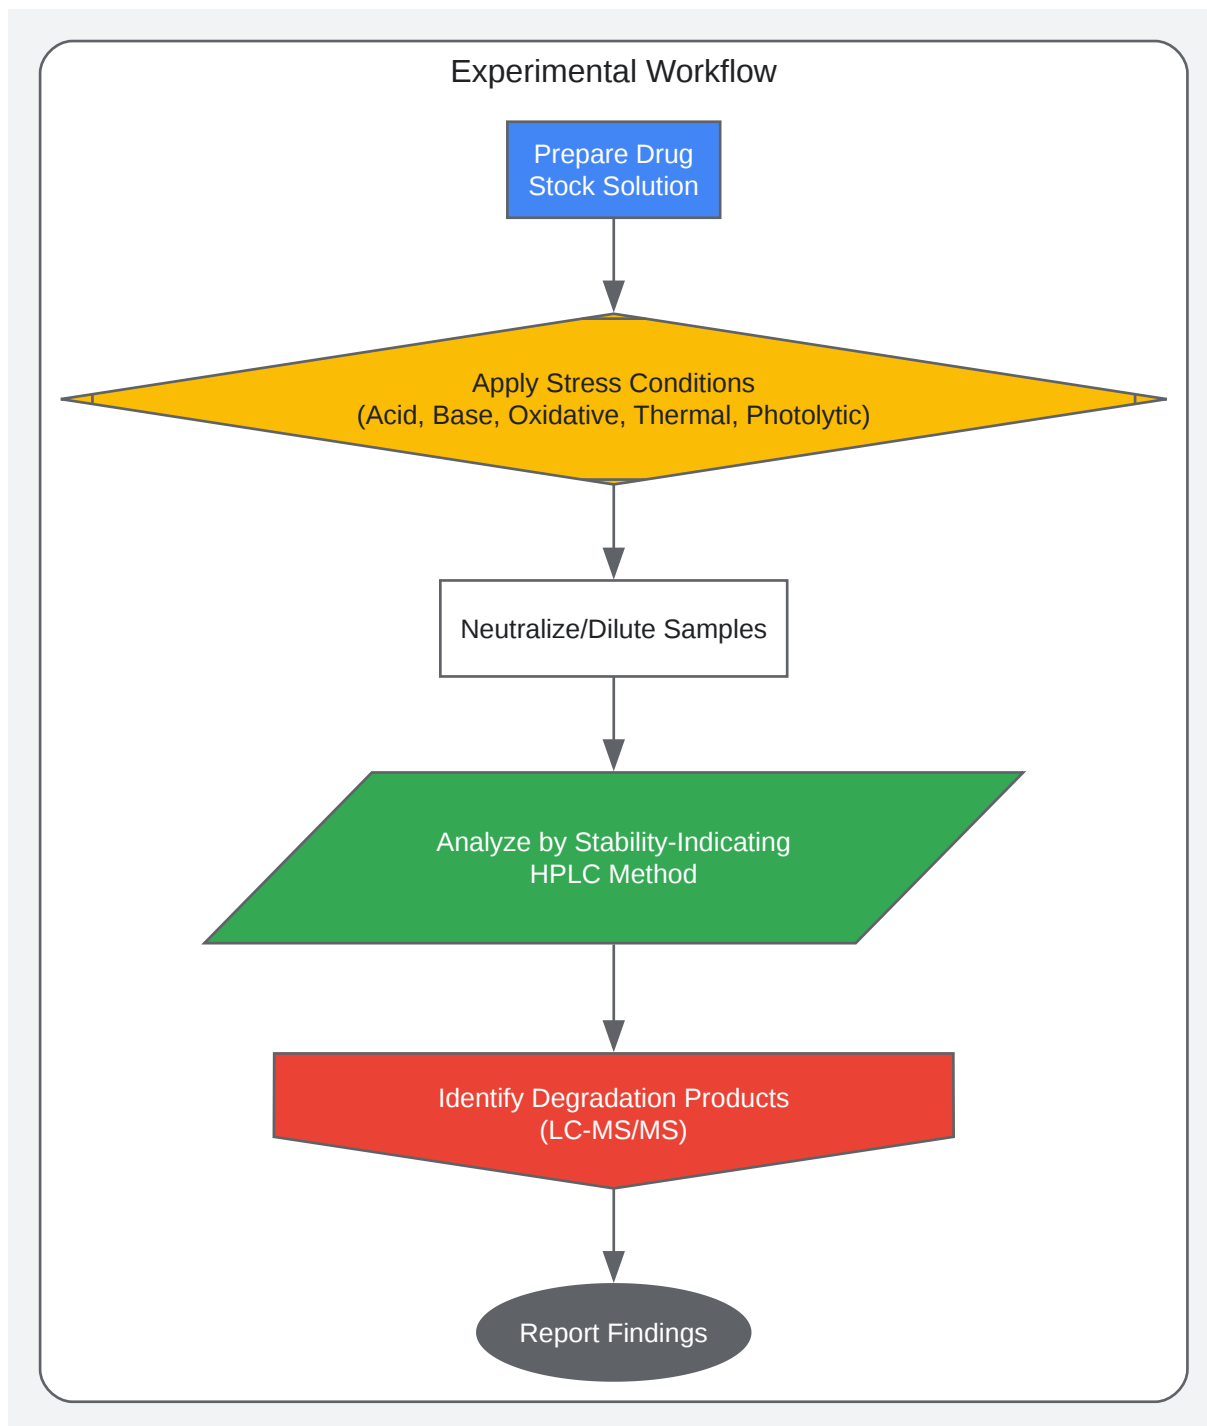 Experimental Workflow
Prepare Drug
Stock Solution
Apply Stress Conditions
(Acid, Base, Oxidative, Thermal, Photolytic)
Neutralize/Dilute Samples
Analyze by Stability-Indicating
HPLC Method
Identify Degradation Products
(LC-MS/MS)
Report Findings